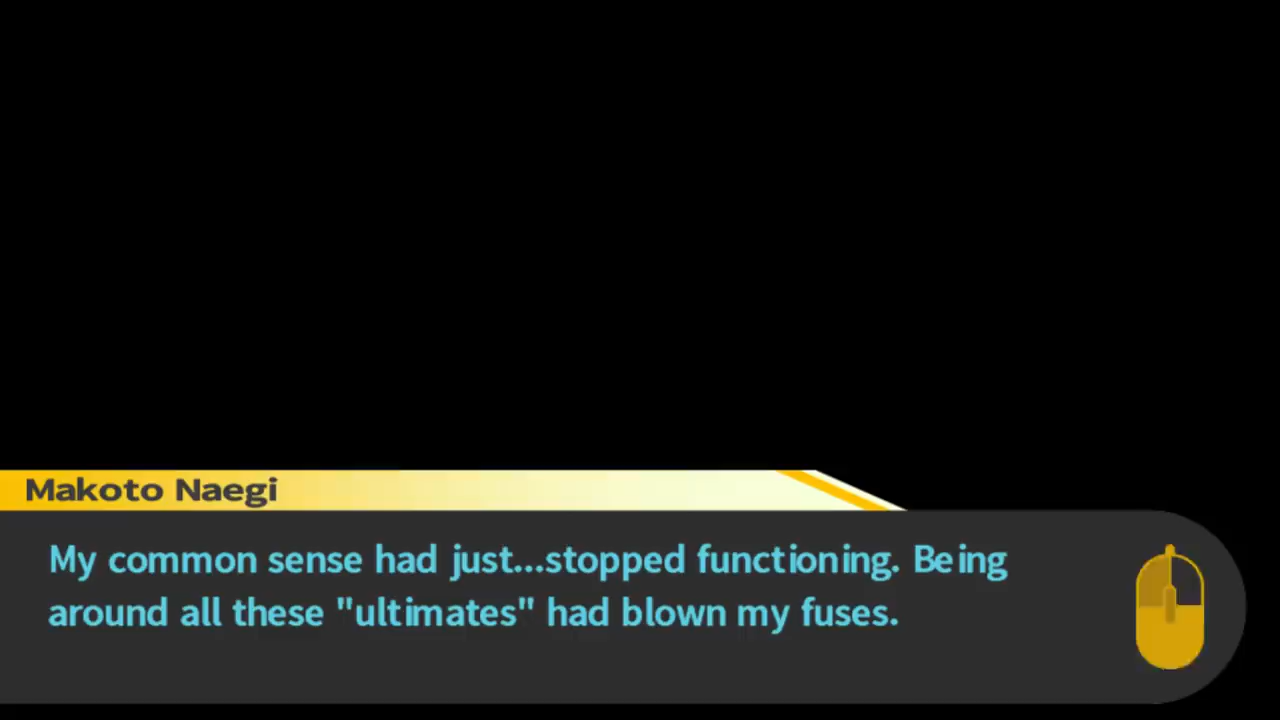 Makoto Naegi
My common sense had just...stopped functioning. Being
around all these "ultimates" had blown my fuses.